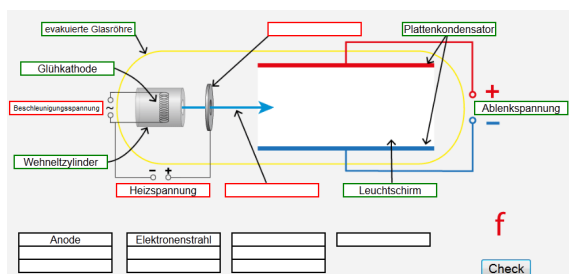 evakuierte Glasröhre
Plattenkondensator
Glühkathode
Beschleunigungsspannung
~
+
Ablenkspannung
−
Wehneltzylinder
− +
Heizspannung
Leuchtschirm
f
Anode
Elektronenstrahl
Check